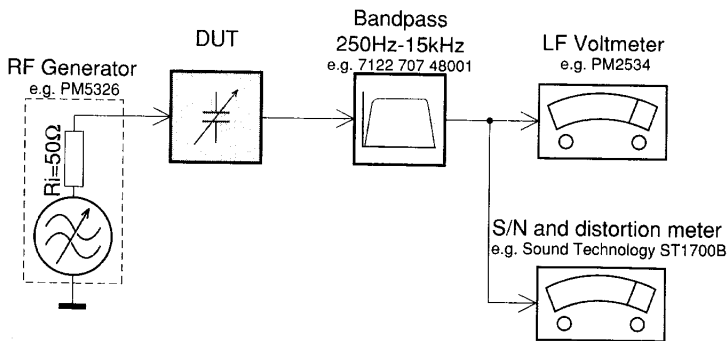 RF Generator
e.g. PM5326
Ri=50Ω
DUT
Bandpass
250Hz-15kHz
e.g. 7122 707 48001
LF Voltmeter
e.g. PM2534
S/N and distortion meter
e.g. Sound Technology ST1700B